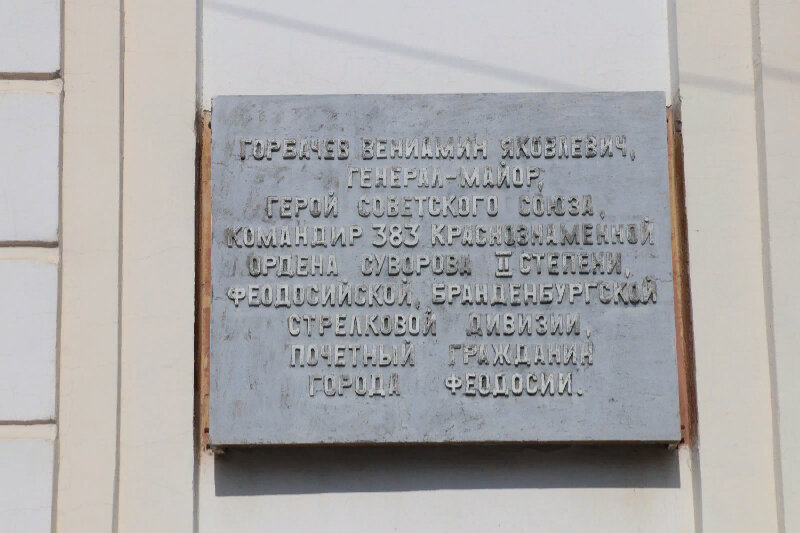 ГОРБАЧЕВ ВЕНИАМИН ЯКОВЛЕВИЧ,
ГЕНЕРАЛ-МАЙОР,
ГЕРОЙ СОВЕТСКОГО СОЮЗА,
КОМАНДИР 383 КРАСНОЗНАМЕННОЙ
ОРДЕНА СУВОРОВА II СТЕПЕНИ,
ФЕОДОСИЙСКОЙ, БРАНДЕНБУРГСКОЙ
СТРЕЛКОВОЙ ДИВИЗИИ,
ПОЧЕТНЫЙ ГРАЖДАНИН
ГОРОДА ФЕОДОСИИ.